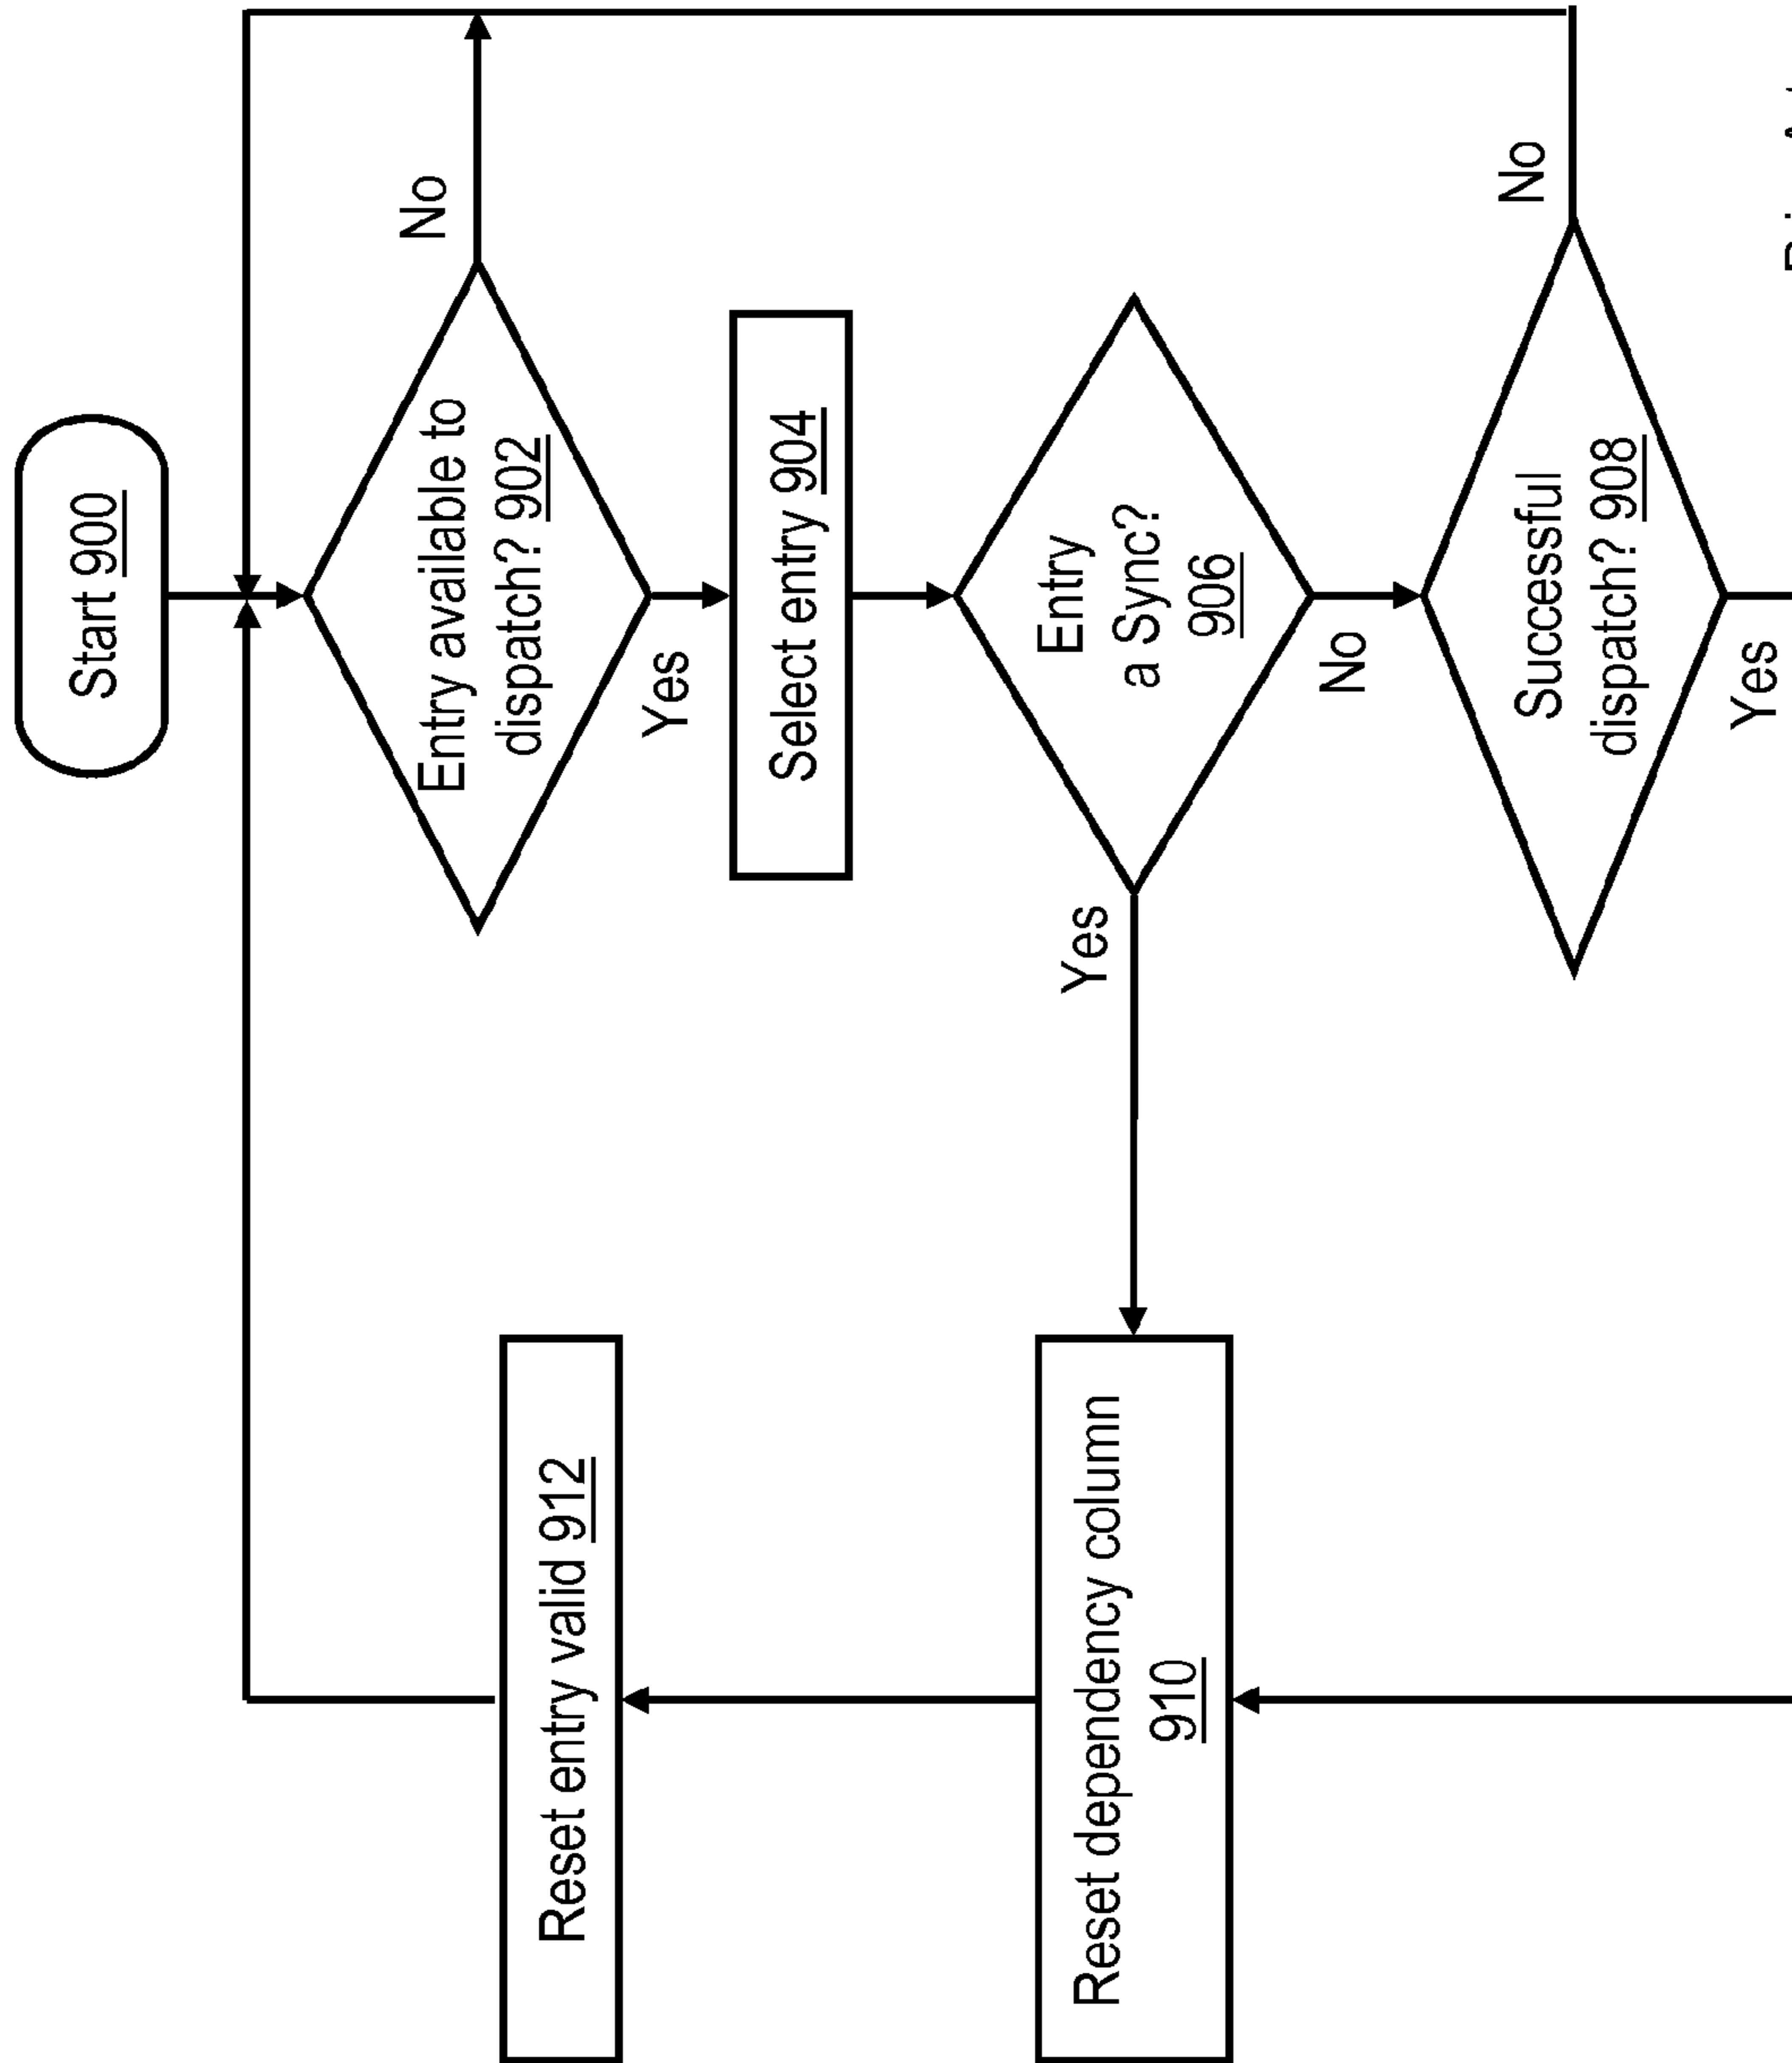 Start 900
Entry available to
dispatch? 902
No
Yes
Select entry 904
Entry
a Sync?
906
Yes
No
Successful
dispatch? 908
No
Yes
Reset dependency column
910
Reset entry valid 912